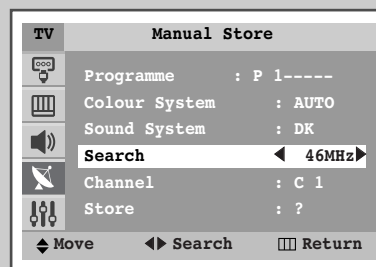 TV Manual Store
Programme : P 1-----
Colour System : AUTO
Sound System : DK
Search ◀ 46MHz▶
Channel : C 1
Store : ?
Move Search Return